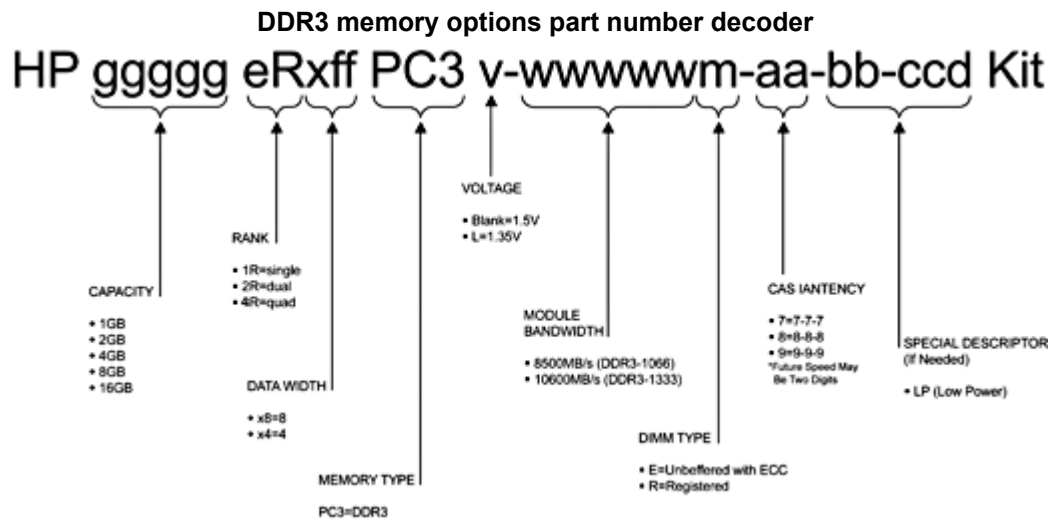 DDR3 memory options part number decoder
HP ggggg eRxff PC3 v-wwwwwm-aa-bb-ccd Kit
VOLTAGE
▪ Blank=1.5V
▪ L=1.35V
RANK
▪ 1R=single
▪ 2R=dual
▪ 4R=quad
CAPACITY
• 1GB
• 2GB
• 4GB
• 8GB
• 16GB
CAS IANTENCY
▪ 7=7-7-7
▪ 8=8-8-8
▪ 9=9-9-9
*Future Speed May
Be Two Digits
MODULE
BANDWIDTH
▪ 8500MB/s (DDR3-1066)
▪ 10600MB/s (DDR3-1333)
SPECIAL DESCRIPTOR
(If Needed)
• LP (Low Power)
DATA WIDTH
• x8=8
• x4=4
DIMM TYPE
• E=Unbeffered with ECC
• R=Registered
MEMORY TYPE
PC3=DDR3